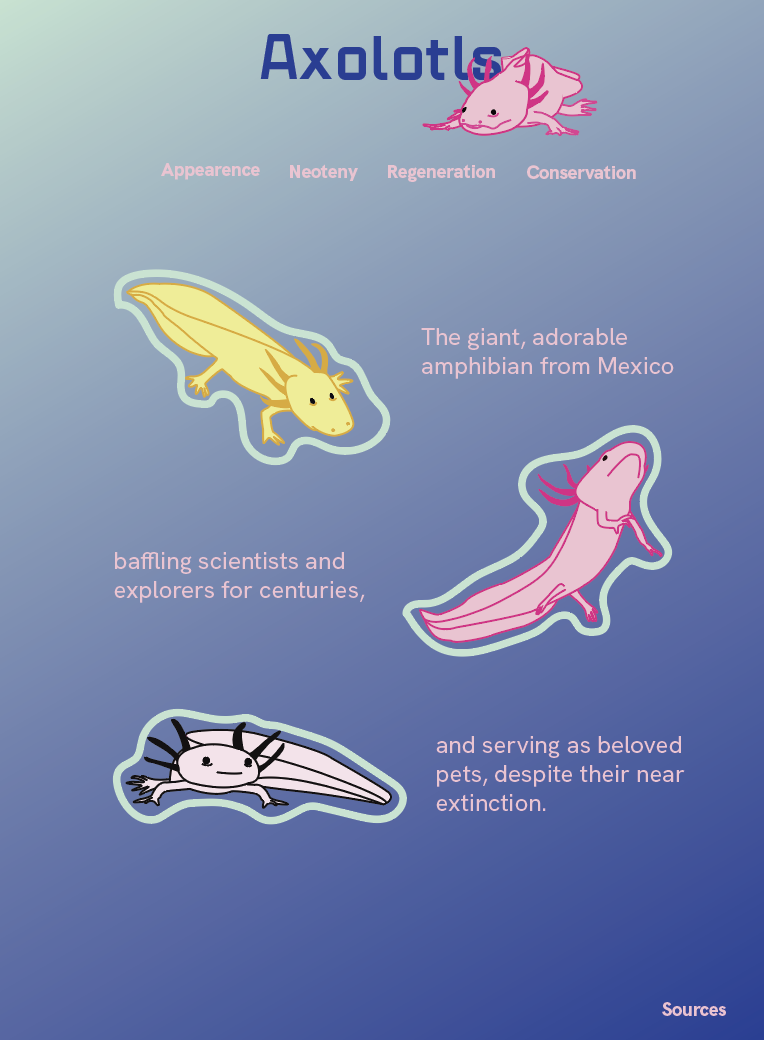 Axolotls
Appearence Neoteny Regeneration Conservation
The giant, adorable
amphibian from Mexico
baffling scientists and
explorers for centuries,
and serving as beloved
pets, despite their near
extinction.
Sources